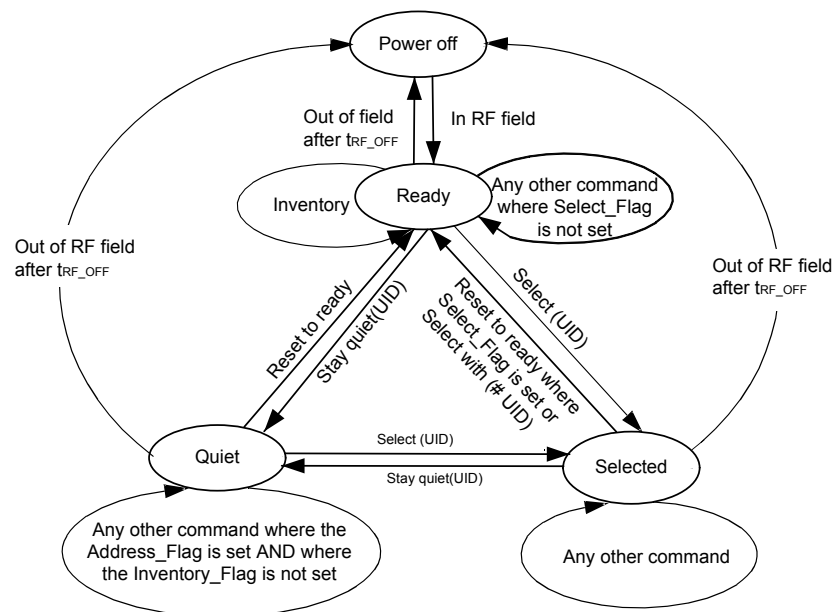 Power off
Out of field
after tRF_OFF
In RF field
Inventory
Ready
Any other command
where Select_Flag
is not set
Out of RF field
after tRF_OFF
Out of RF field
after tRF_OFF
Reset to ready
Stay quiet(UID)
Select (UID)
Reset to ready where
Select_Flag is set or
Select with (# UID)
Quiet
Select (UID)
Stay quiet(UID)
Selected
Any other command where the
Address_Flag is set AND where
the Inventory_Flag is not set
Any other command